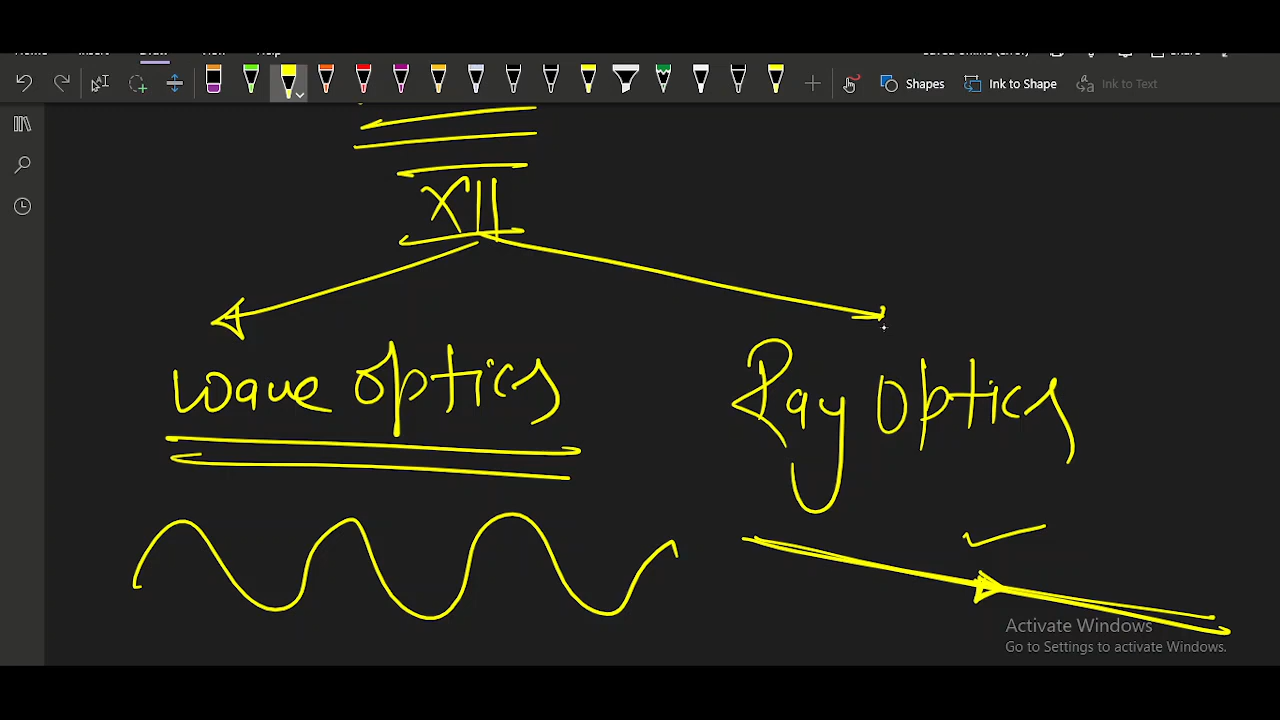 Shapes Ink to Shape Ink to Text
XII
wave optics
Ray Optics
Activate Windows
Go to Settings to activate Windows.